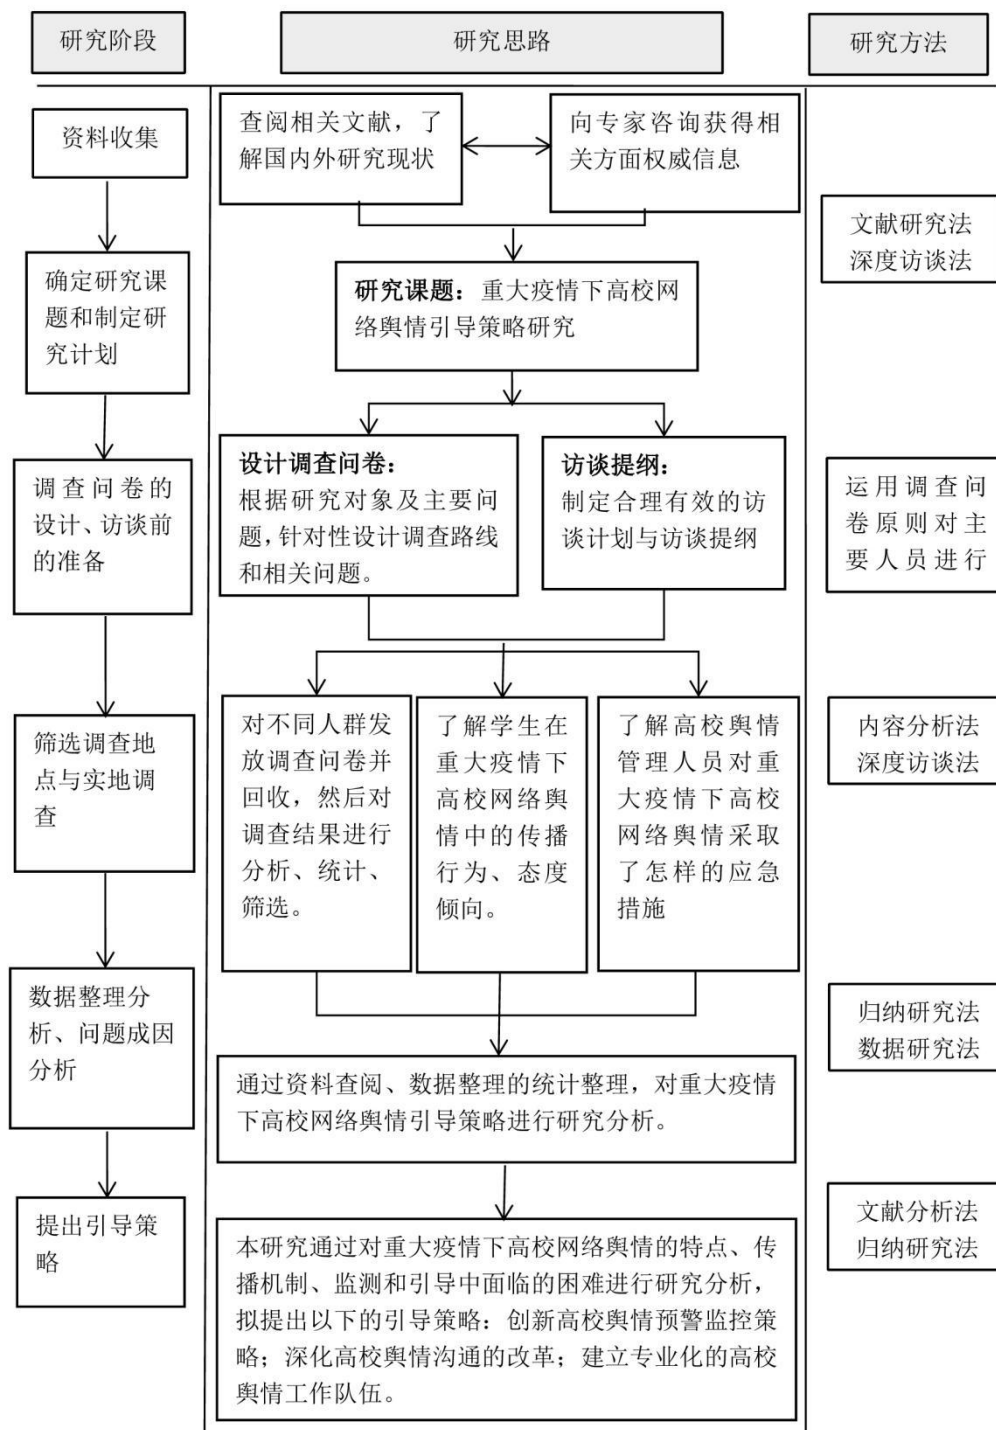 研究阶段
研究思路
研究方法
资料收集
查阅相关文献，了
解国内外研究现状
向专家咨询获得相
关方面权威信息
文献研究法
深度访谈法
确定研究课
题和制定研究
究计划
研究课题：重大疫情下高校网
络舆情引导策略研究
调查问卷的
设计、访谈前
的准备
设计调查问卷：
根据研究对象及主要问
题，针对性设计调查路线
和相关问题。
访谈提纲：
制定合理有效的访
谈计划与访谈提纲
运用调查问
卷原则对主
要人员进行
筛选调查地
点与实地调
查
对不同人群发
放调查问卷并
回收，然后对
调查结果进行
分析、统计、
筛选。
了解学生在
重大疫情下
高校网络舆
情中的传播
行为、态度
倾向。
了解高校舆情
管理人员对重
大疫情下高校
网络舆情采取
了怎样的应急
措施
内容分析法
深度访谈法
数据整理分
析、问题成因
分析
归纳研究法
数据研究法
通过资料查阅、数据整理的统计整理，对重大疫情
下高校网络舆情引导策略进行研究分析。
提出引导策
略
文献分析法
归纳研究法
本研究通过对重大疫情下高校网络舆情的特点、传
播机制、监测和引导中面临的困难进行研究分析，
拟提出以下的引导策略：创新高校舆情预警监控策
略；深化高校舆情沟通的改革；建立专业化的高校
舆情工作队伍。